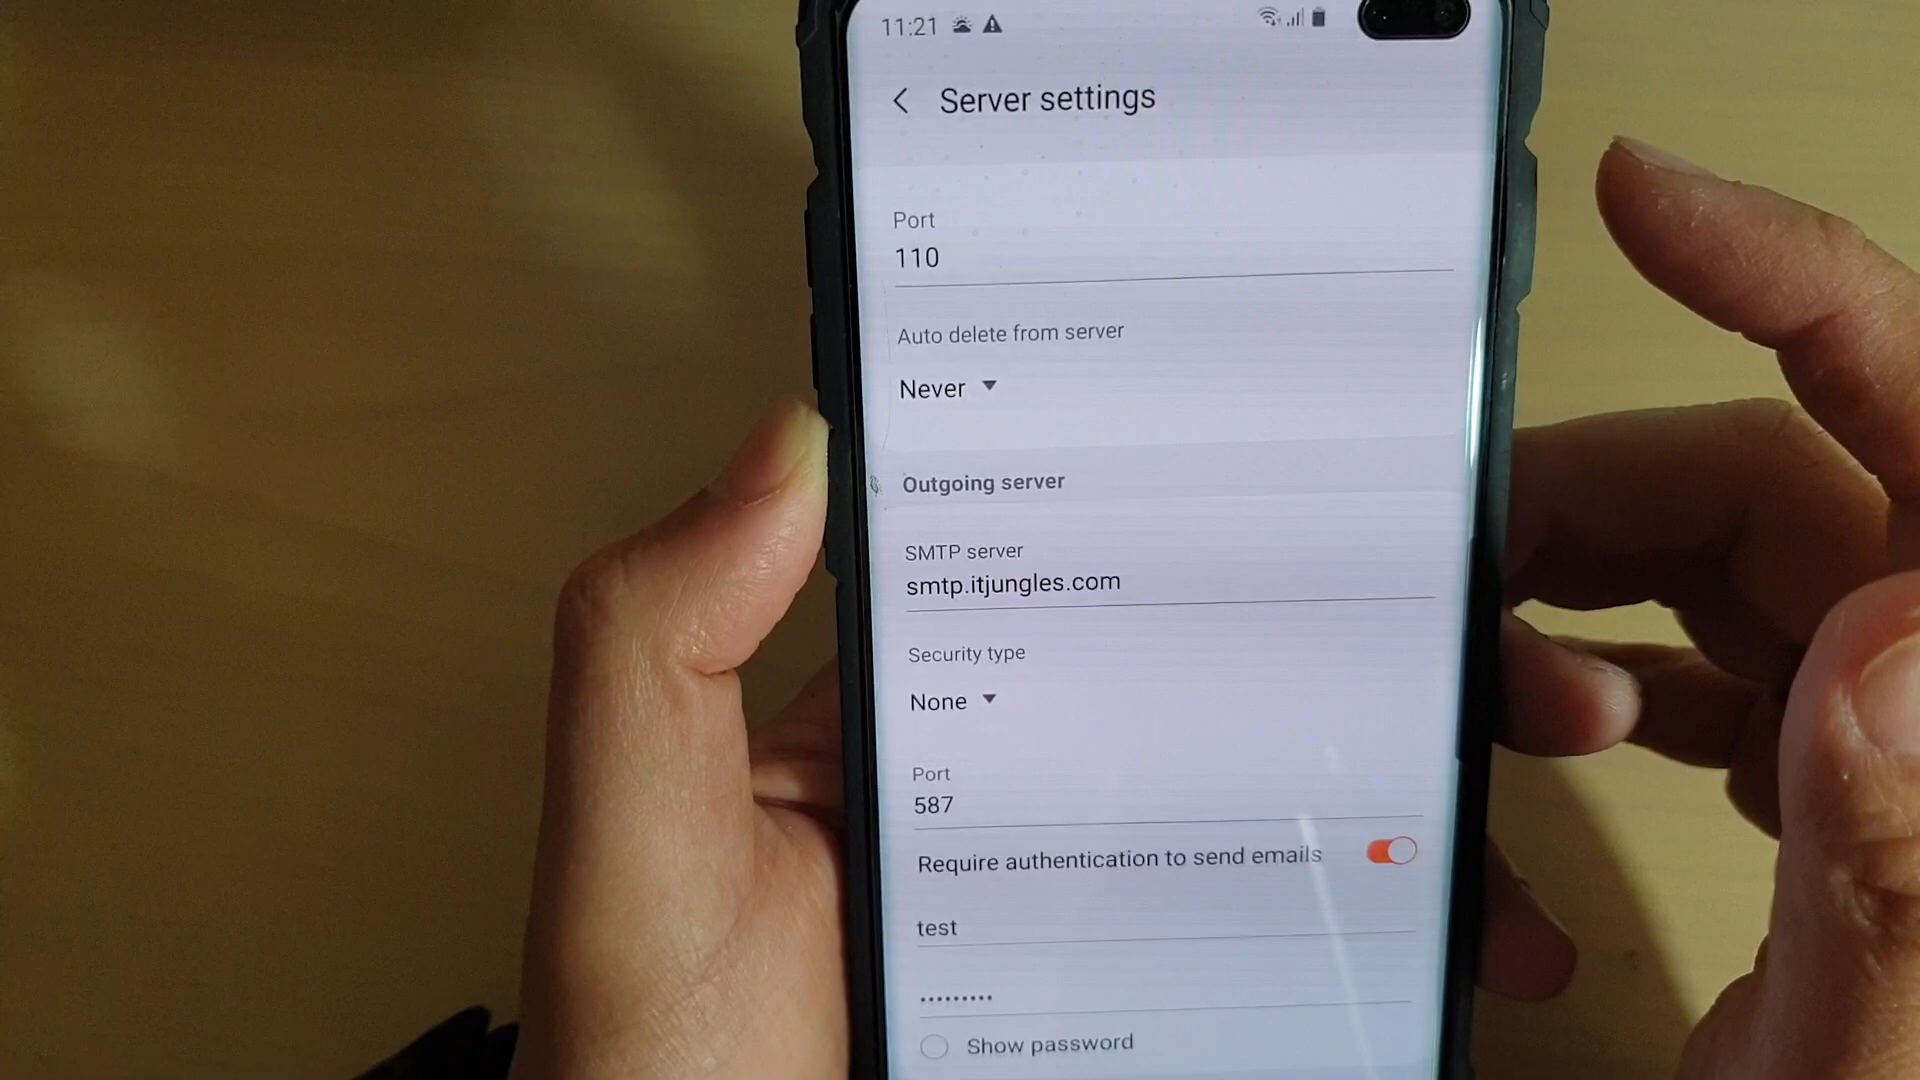 11:21
Server settings
Port
110
Auto delete from server
Never
Outgoing server
SMTP server
smtp.itjungles.com
Security type
None
Port
587
Require authentication to send emails
test
•••••••••
Show password